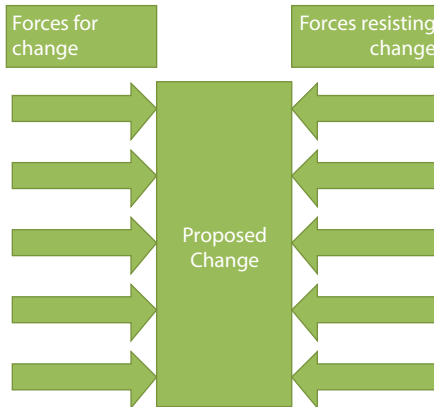 Forces for
change
Forces resisting
change
Proposed
Change